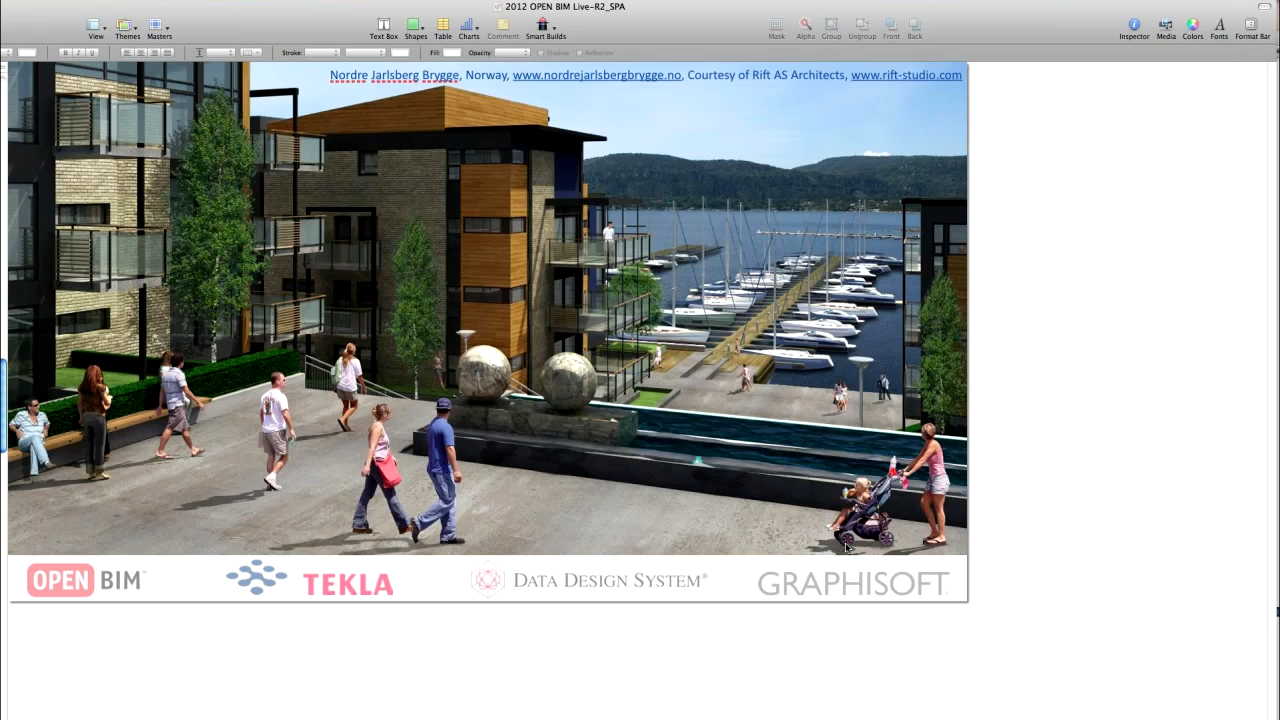 2012 OPEN BIM Live-R2_SPA
View Themes Masters Text Box Shapes Table Charts Comment Smart Builds Mask Alpha Group Ungroup Front Back Inspector Media Colors Fonts Format Bar
B I U Stroke: Fill: Opacity: Shadow Reflection
Nordre Jarlsberg Brygge, Norway, www.nordrejarlsbergbrygge.no, Courtesy of Rift AS Architects, www.rift-studio.com
OPEN BIM™ TEKLA DATA DESIGN SYSTEM® GRAPHISOFT.